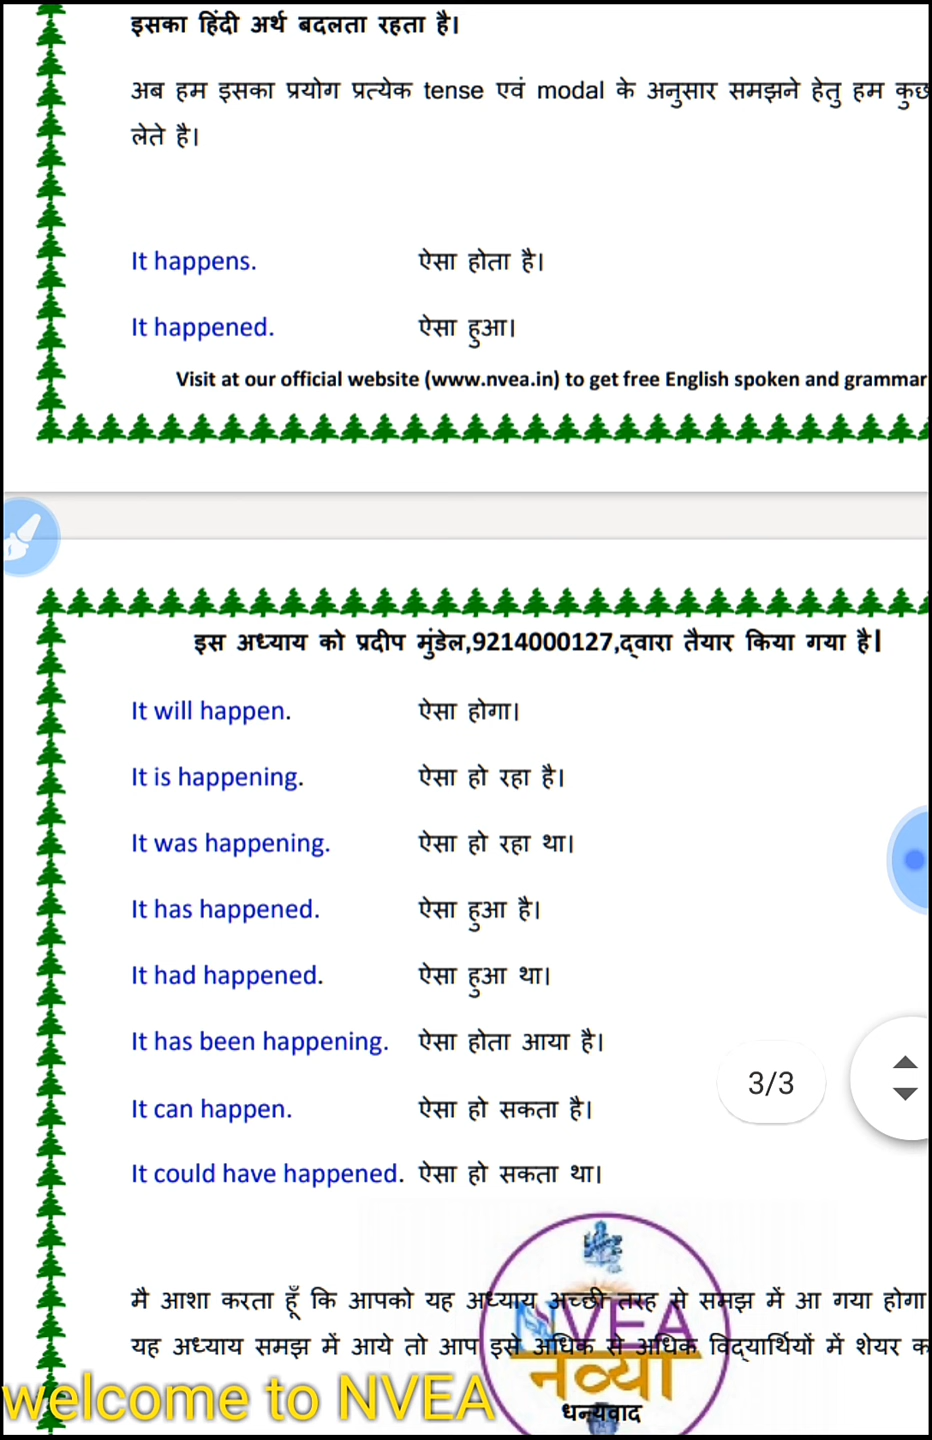 इसका हिंदी अर्थ बदलता रहता है।
अब हम इसका प्रयोग प्रत्येक tense एवं modal के अनुसार समझने हेतु हम कुछ
लेते है।
It happens. ऐसा होता है।
It happened. ऐसा हुआ।
Visit at our official website (www.nvea.in) to get free English spoken and grammar
इस अध्याय को प्रदीप मुंडेल,9214000127,द्वारा तैयार किया गया है।
It will happen. ऐसा होगा।
It is happening. ऐसा हो रहा है।
It was happening. ऐसा हो रहा था।
It has happened. ऐसा हुआ है।
It had happened. ऐसा हुआ था।
It has been happening. ऐसा होता आया है।
3/3
It can happen. ऐसा हो सकता है।
It could have happened. ऐसा हो सकता था।
मै आशा करता हूँ कि आपको यह अध्याय अच्छी तरह से समझ में आ गया होगा
NVEA
यह अध्याय समझ में आये तो आप इसे अधिक से अधिक विद्यार्थियों में शेयर
नव्या
welcome to NVEA
धन्यवाद